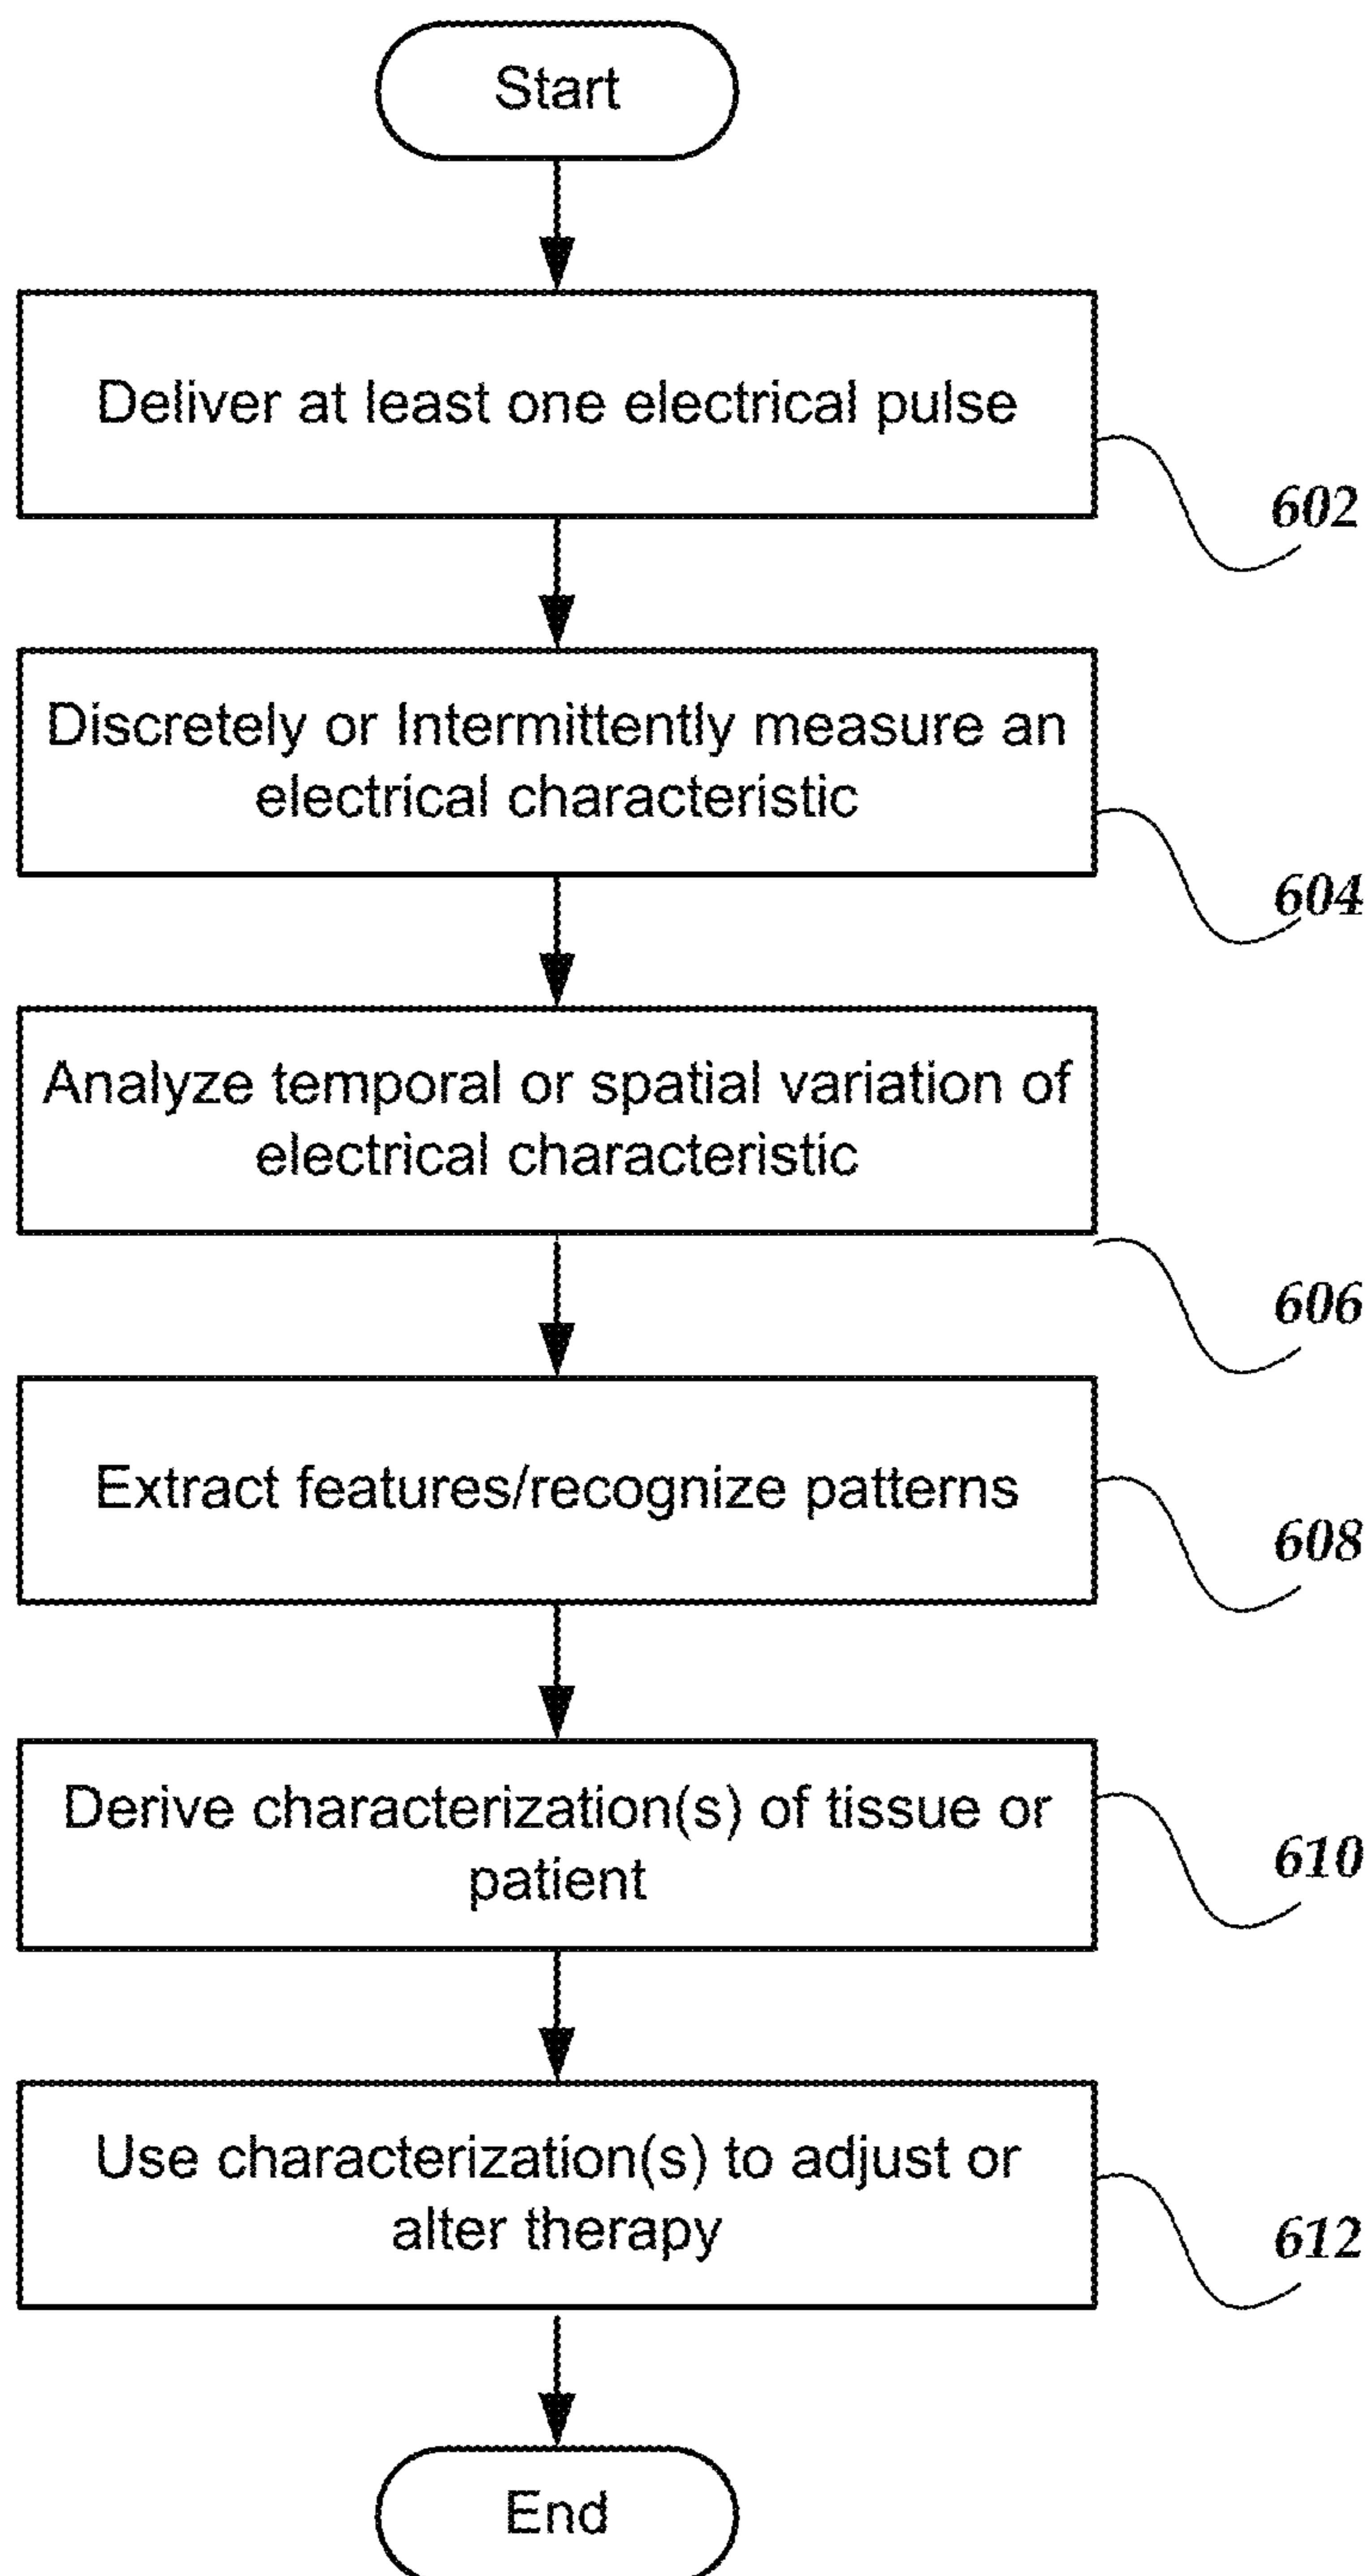 Start
Deliver at least one electrical pulse
602
Discretely or Intermittently measure an
electrical characteristic
604
Analyze temporal or spatial variation of
electrical characteristic
606
Extract features/recognize patterns
608
Derive characterization(s) of tissue or
patient
610
Use characterization(s) to adjust or
alter therapy
612
End